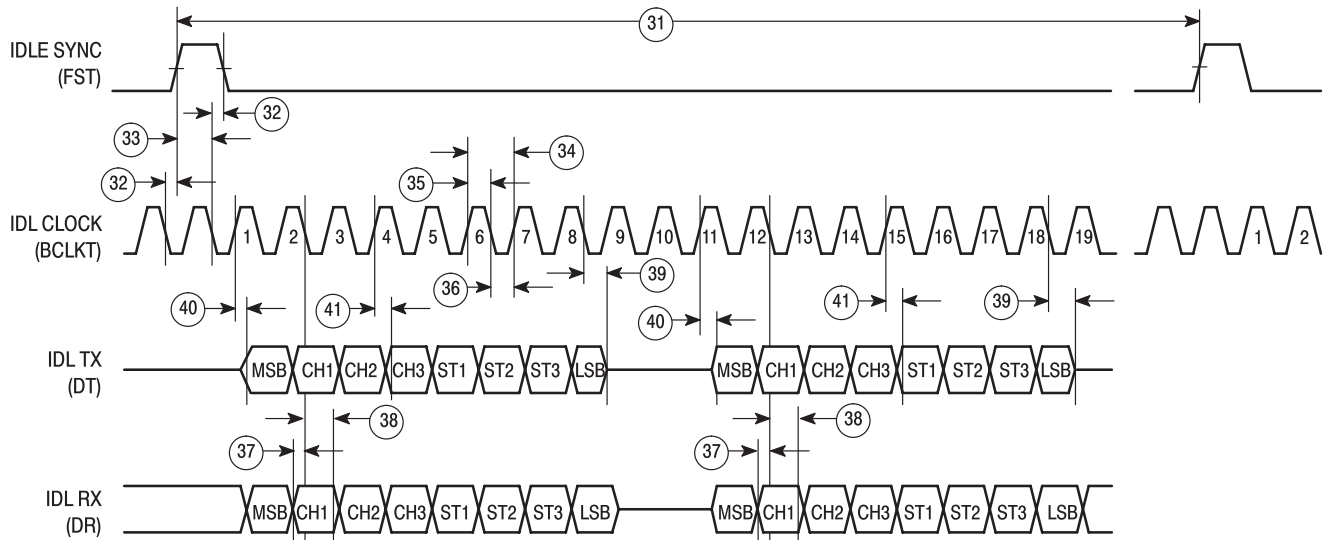 31
IDLE SYNC
(FST)
32
33
34
32
35
IDL CLOCK
(BCLKT)
1 2 3 4 5 6 7 8 9 10 11 12 13 14 15 16 17 18 19 1 2
39
36
40 41 41 39
40
IDL TX
(DT)
MSB CH1 CH2 CH3 ST1 ST2 ST3 LSB MSB CH1 CH2 CH3 ST1 ST2 ST3 LSB
38 38
37 37
IDL RX
(DR)
MSB CH1 CH2 CH3 ST1 ST2 ST3 LSB MSB CH1 CH2 CH3 ST1 ST2 ST3 LSB